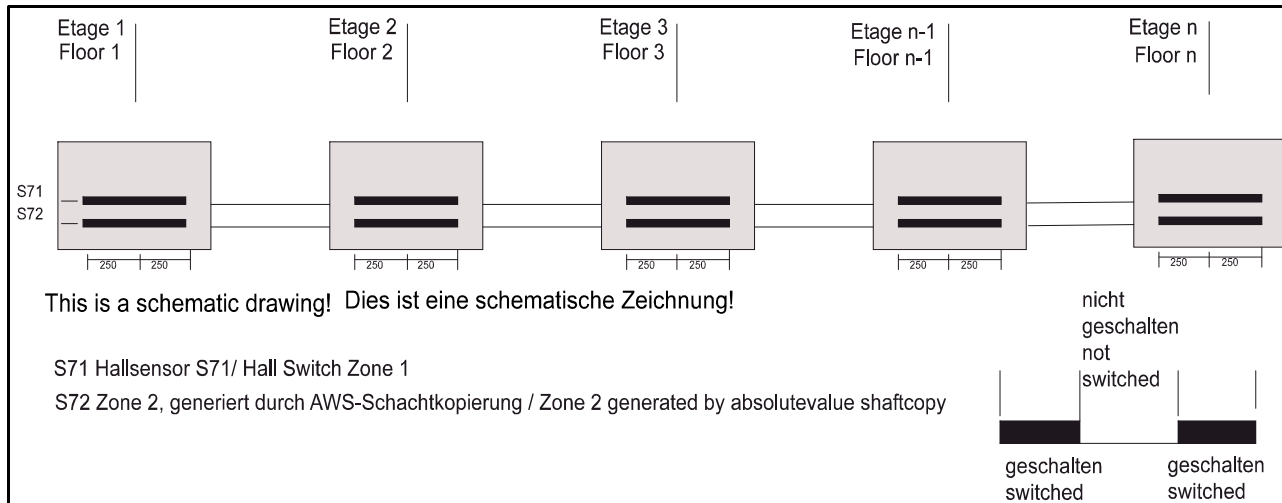 Etage 1
Floor 1
Etage 2
Floor 2
Etage 3
Floor 3
Etage n-1
Floor n-1
Etage n
Floor n
S71
S72
250 250
250 250
250 250
250 250
250 250
This is a schematic drawing! Dies ist eine schematische Zeichnung!
nicht
geschalten
not
switched
S71 Hallsensor S71/ Hall Switch Zone 1
S72 Zone 2, generiert durch AWS-Schachtkopierung / Zone 2 generated by absolutevalue shaftcopy
geschalten
switched
geschalten
switched